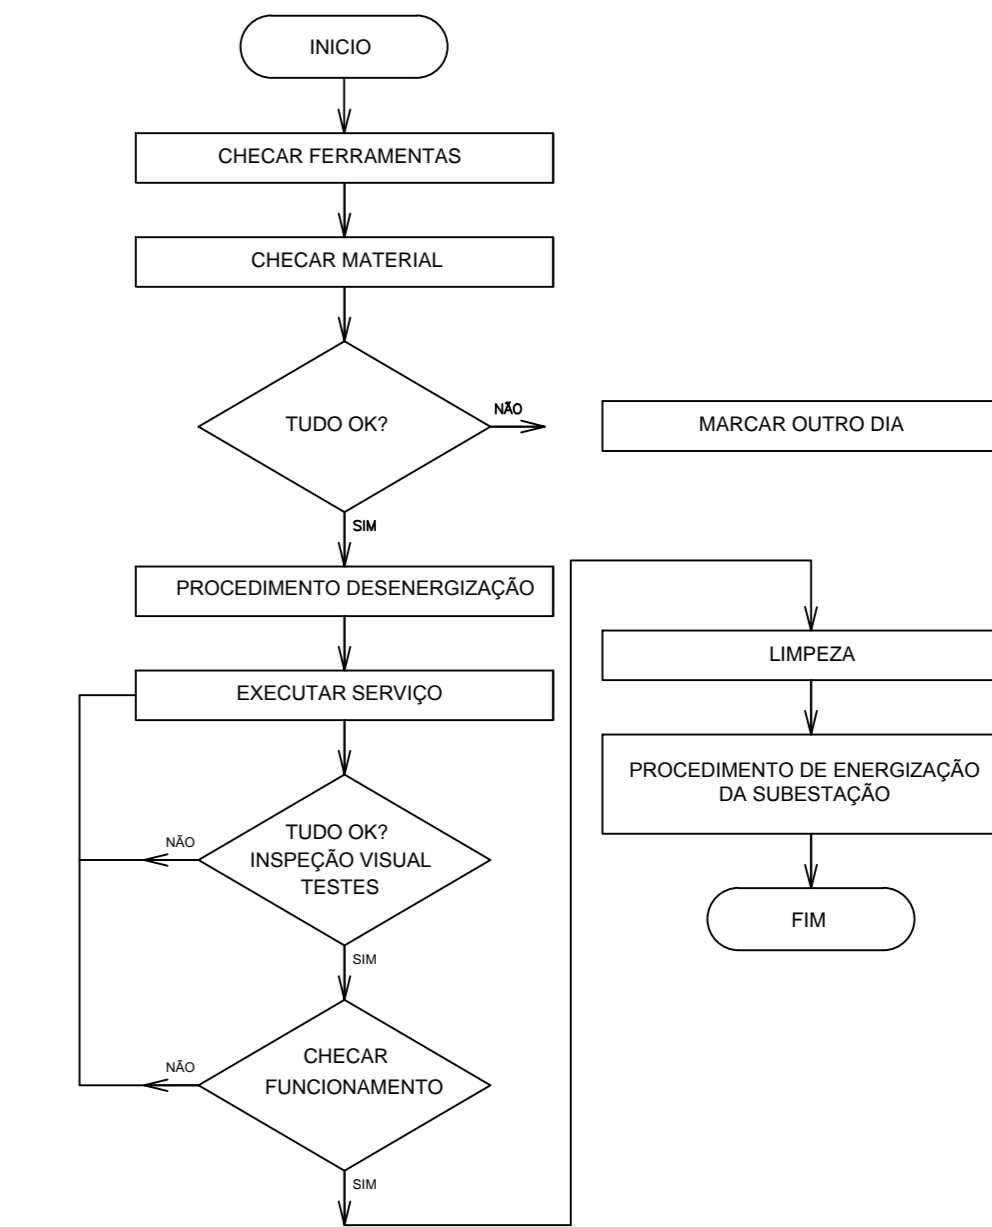 INICIO
CHECAR FERRAMENTAS
CHECAR MATERIAL
TUDO OK?
NÃO
MARCAR OUTRO DIA
SIM
PROCEDIMENTO DESENERGIZAÇÃO
EXECUTAR SERVIÇO
TUDO OK?
INSPEÇÃO VISUAL
TESTES
NÃO
SIM
CHECAR
FUNCIONAMENTO
NÃO
SIM
LIMPEZA
PROCEDIMENTO DE ENERGIZAÇÃO
DA SUBESTAÇÃO
FIM